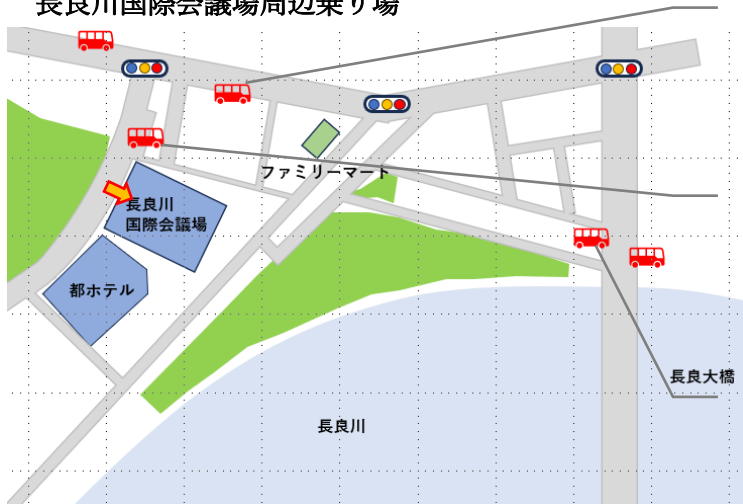 長良川国際会議場周辺乗り場
ファミリーマート
長良川
国際会議場
都ホテル
長良大橋
長良川